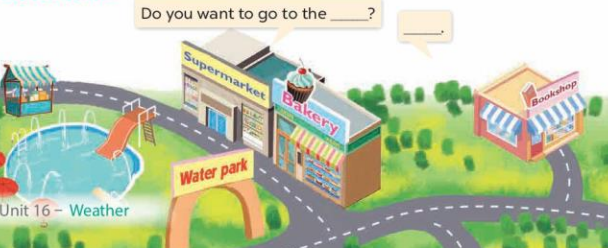 Do you want to go to the _____?
_____.
Supermarket
Bakery
Bookshop
Water park
Unit 16 – Weather